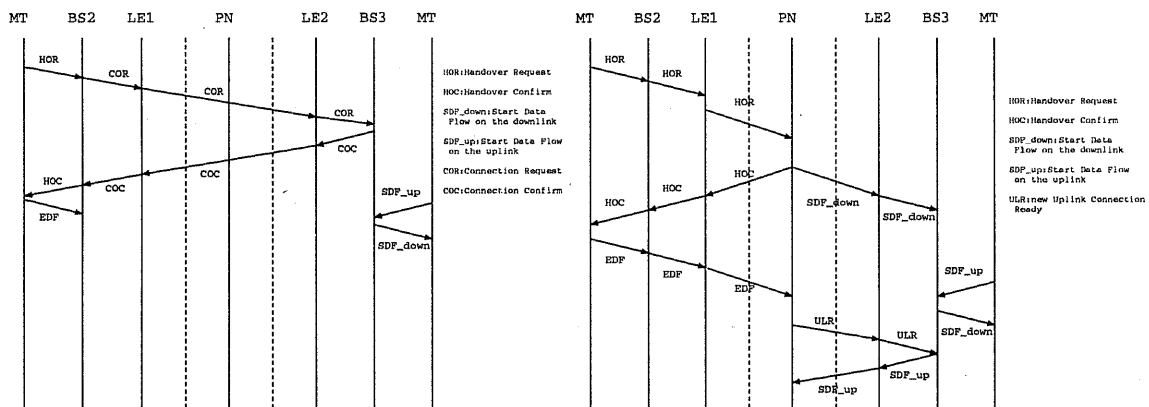 MT BS2 LE1 PN LE2 BS3 MT
HOR
COR
COR
COR
COC
COC
COC
HOC
EDF
SDF_up
SDF_down
HOR:Handover Request
HOC:Handover Confirm
SDF_down:Start Data
Flow on the downlink
SDF_up:Start Data Flow
on the uplink
COR:Connection Request
COC:Connection Confirm
MT BS2 LE1 PN LE2 BS3 MT
HOR
HOR
HOR
HOC
HOC
HOC
SDF_down
SDF_down
EDF
EDF
EDF
SDF_up
SDF_down
ULR
ULR
SDF_up
SDF_up
HOR:Handover Request
HOC:Handover Confirm
SDF_down:Start Data
Flow on the downlink
SDF_up:Start Data Flow
on the uplink
ULR:new Uplink Connection
Ready